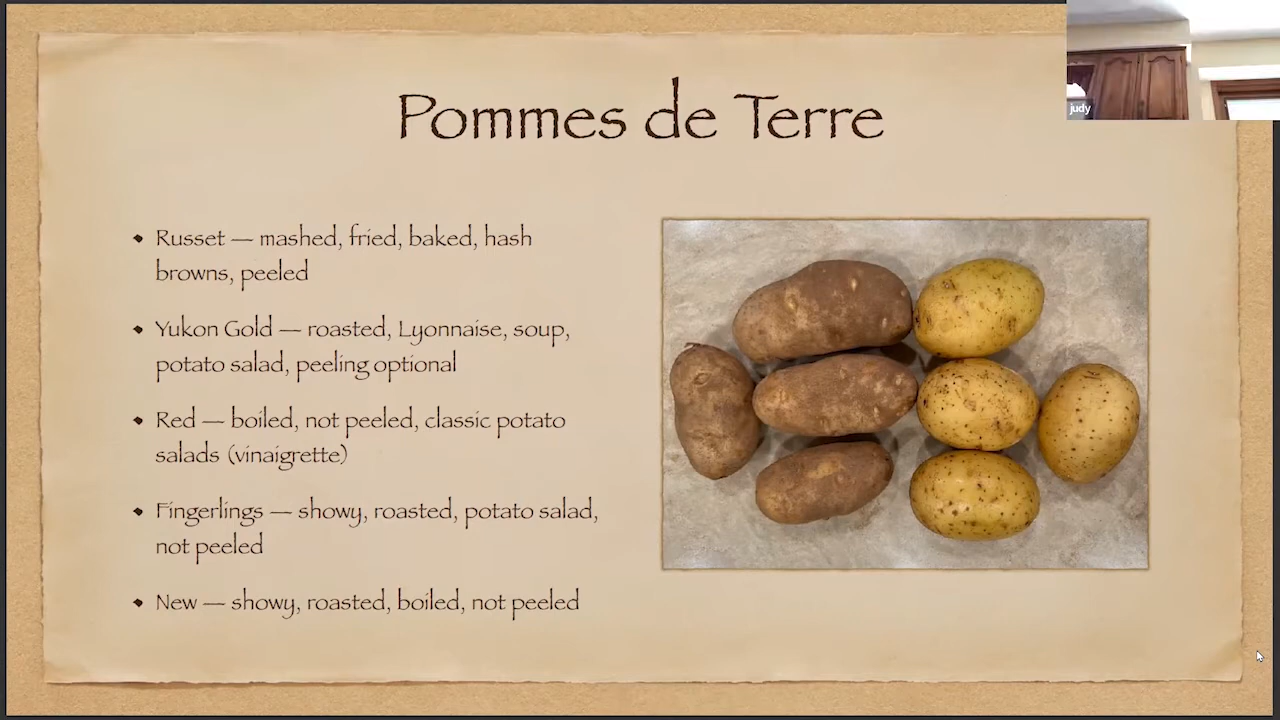 Pommes de Terre
judy
• Russet — mashed, fried, baked, hash
browns, peeled
• Yukon Gold — roasted, Lyonnaise, soup,
potato salad, peeling optional
• Red — boiled, not peeled, classic potato
salads (vinaigrette)
• Fingerlings — showy, roasted, potato salad,
not peeled
• New — showy, roasted, boiled, not peeled